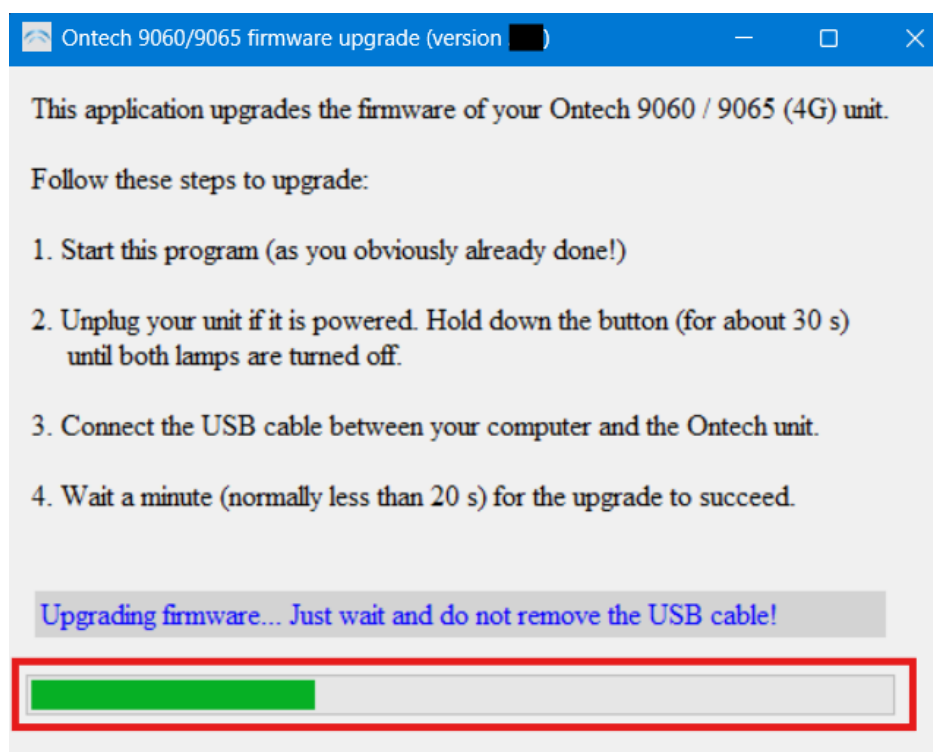 Ontech 9060/9065 firmware upgrade (version )
This application upgrades the firmware of your Ontech 9060 / 9065 (4G) unit.
Follow these steps to upgrade:
1. Start this program (as you obviously already done!)
2. Unplug your unit if it is powered. Hold down the button (for about 30 s)
until both lamps are turned off.
3. Connect the USB cable between your computer and the Ontech unit.
4. Wait a minute (normally less than 20 s) for the upgrade to succeed.
Upgrading firmware... Just wait and do not remove the USB cable!